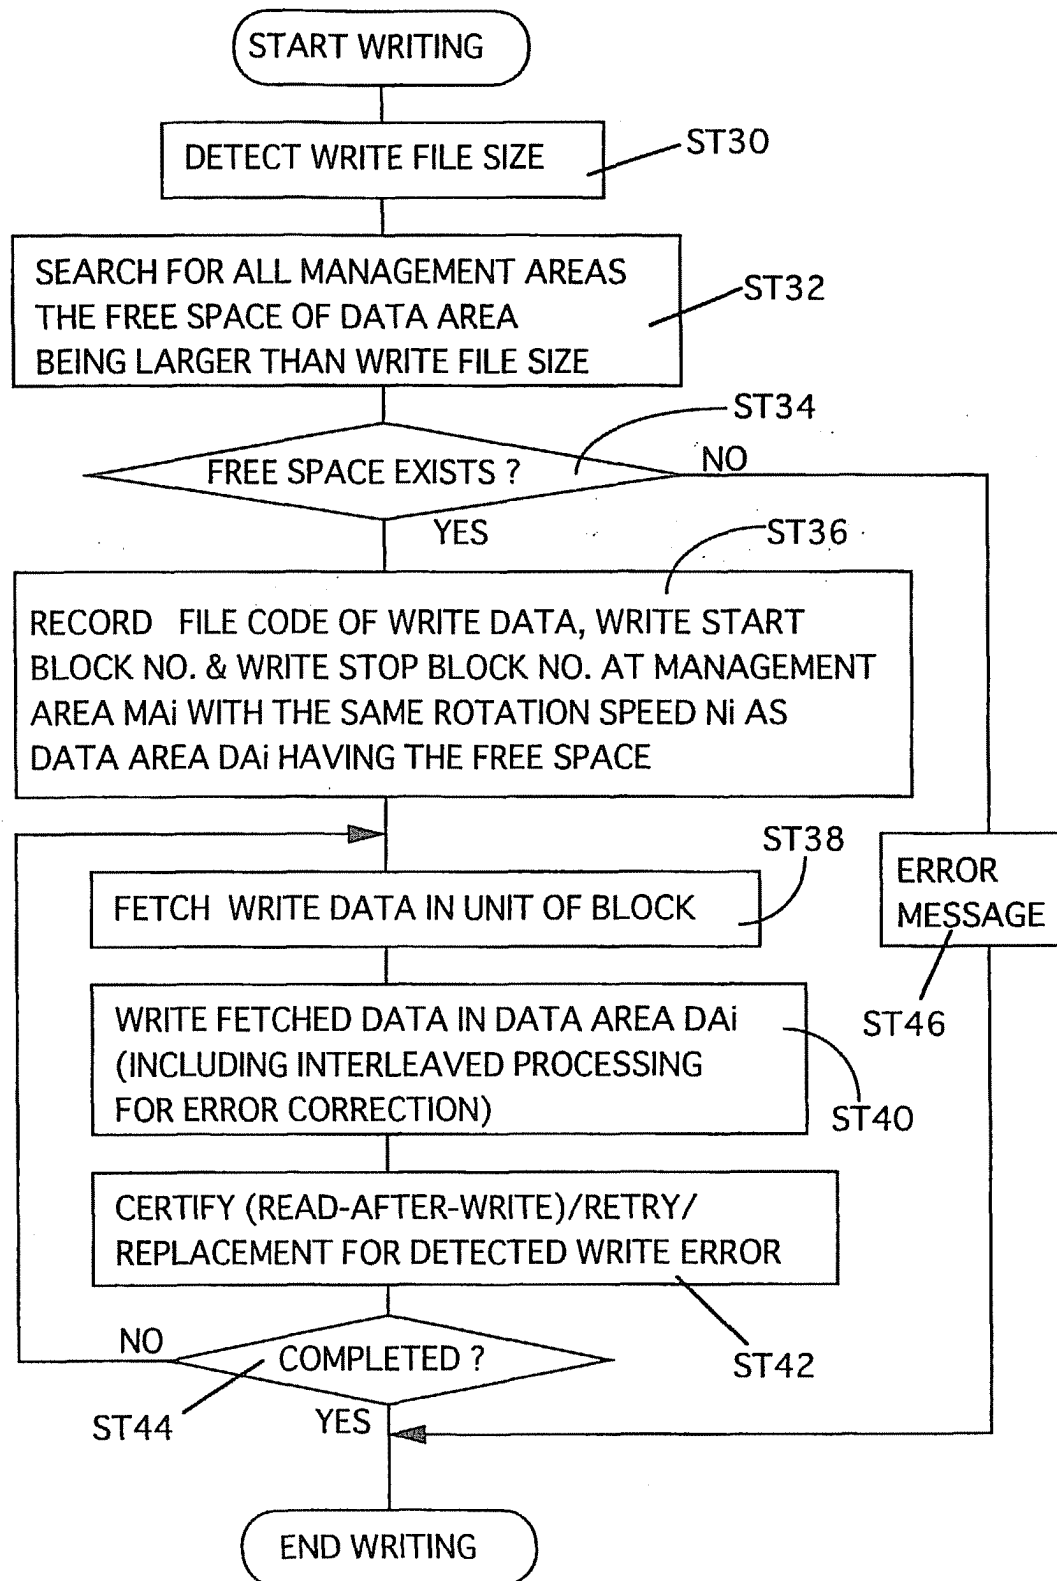 START WRITING
DETECT WRITE FILE SIZE
ST30
SEARCH FOR ALL MANAGEMENT AREAS
THE FREE SPACE OF DATA AREA
BEING LARGER THAN WRITE FILE SIZE
ST32
ST34
FREE SPACE EXISTS ?
NO
YES
ST36
RECORD FILE CODE OF WRITE DATA, WRITE START
BLOCK NO. & WRITE STOP BLOCK NO. AT MANAGEMENT
AREA MAi WITH THE SAME ROTATION SPEED Ni AS
DATA AREA DAi HAVING THE FREE SPACE
ST38
FETCH WRITE DATA IN UNIT OF BLOCK
ERROR
MESSAGE
ST46
WRITE FETCHED DATA IN DATA AREA DAi
(INCLUDING INTERLEAVED PROCESSING
FOR ERROR CORRECTION)
ST40
CERTIFY (READ-AFTER-WRITE)/RETRY/
REPLACEMENT FOR DETECTED WRITE ERROR
ST42
NO
COMPLETED ?
ST44
YES
END WRITING